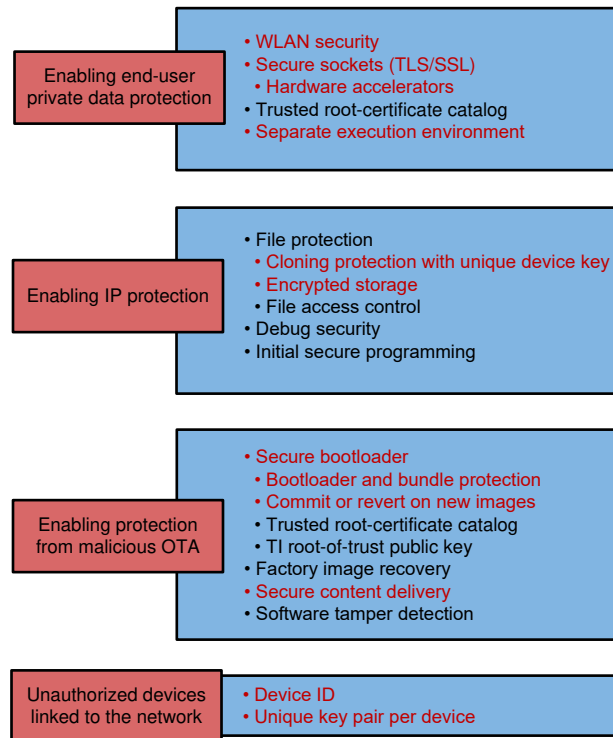 Enabling end-user
private data protection
• WLAN security
• Secure sockets (TLS/SSL)
• Hardware accelerators
• Trusted root-certificate catalog
• Separate execution environment
Enabling IP protection
• File protection
• Cloning protection with unique device key
• Encrypted storage
• File access control
• Debug security
• Initial secure programming
Enabling protection
from malicious OTA
• Secure bootloader
• Bootloader and bundle protection
• Commit or revert on new images
• Trusted root-certificate catalog
• TI root-of-trust public key
• Factory image recovery
• Secure content delivery
• Software tamper detection
Unauthorized devices
linked to the network
• Device ID
• Unique key pair per device